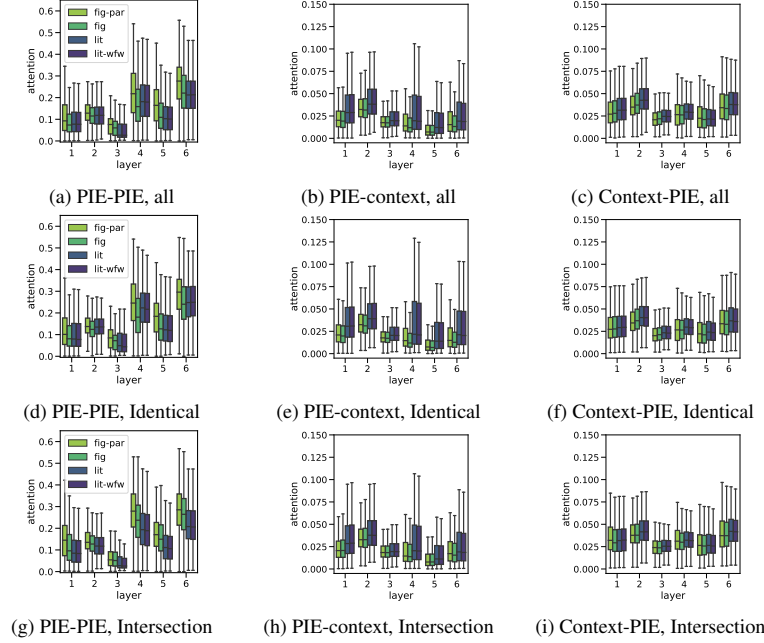 0.6
0.5
0.4
0.3
0.2
0.1
0.0
attention
fig-par
fig
lit
lit-wfw
1 2 3 4 5 6
layer
0.150
0.125
0.100
0.075
0.050
0.025
0.000
attention
1 2 3 4 5 6
layer
0.150
0.125
0.100
0.075
0.050
0.025
0.000
attention
1 2 3 4 5 6
layer
(a) PIE-PIE, all
(b) PIE-context, all
(c) Context-PIE, all
0.6
0.5
0.4
0.3
0.2
0.1
0.0
attention
fig-par
fig
lit
lit-wfw
1 2 3 4 5 6
layer
0.150
0.125
0.100
0.075
0.050
0.025
0.000
attention
1 2 3 4 5 6
layer
0.150
0.125
0.100
0.075
0.050
0.025
0.000
attention
1 2 3 4 5 6
layer
(d) PIE-PIE, Identical
(e) PIE-context, Identical
(f) Context-PIE, Identical
0.6
0.5
0.4
0.3
0.2
0.1
0.0
attention
fig-par
fig
lit
lit-wfw
1 2 3 4 5 6
layer
0.150
0.125
0.100
0.075
0.050
0.025
0.000
attention
1 2 3 4 5 6
layer
0.150
0.125
0.100
0.075
0.050
0.025
0.000
attention
1 2 3 4 5 6
layer
(g) PIE-PIE, Intersection
(h) PIE-context, Intersection
(i) Context-PIE, Intersection